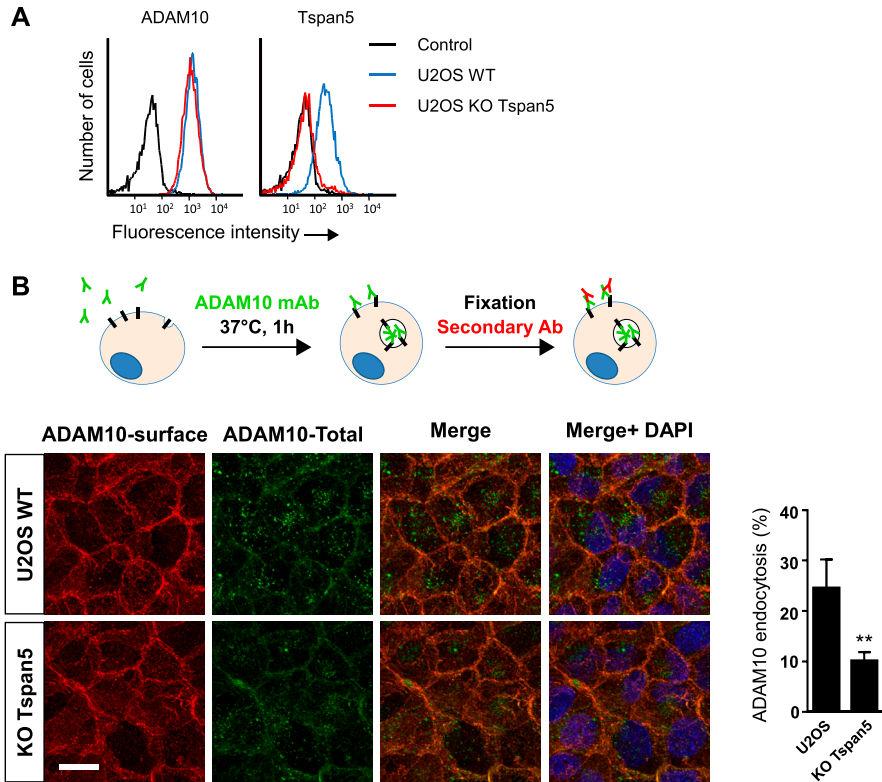 A
ADAM10
Tspan5
Control
U2OS WT
U2OS KO Tspan5
Number of cells
10¹ 10² 10³ 10⁴
10¹ 10² 10³ 10⁴
Fluorescence intensity
B
ADAM10 mAb
37°C, 1h
Fixation
Secondary Ab
ADAM10-surface
ADAM10-Total
Merge
Merge+ DAPI
U2OS WT
KO Tspan5
ADAM10 endocytosis (%)
40
30
20
10
0
**
U2OS
KO Tspan5